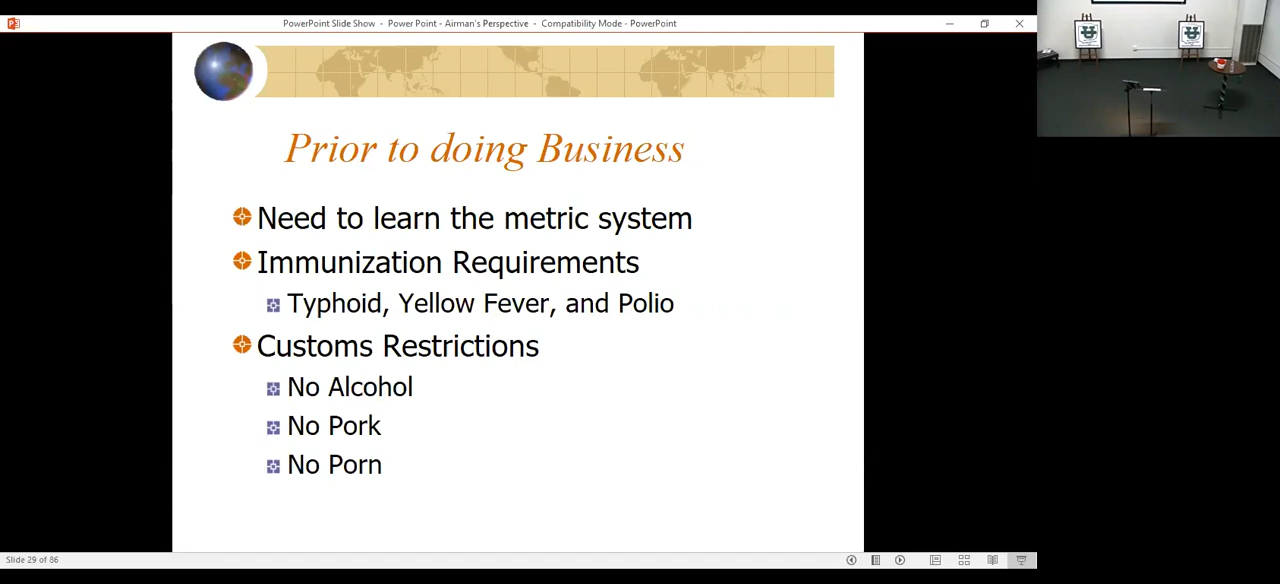 PowerPoint Slide Show - Power Point - Airman's Perspective - Compatibility Mode - PowerPoint
Prior to doing Business
Need to learn the metric system
Immunization Requirements
Typhoid, Yellow Fever, and Polio
Customs Restrictions
No Alcohol
No Pork
No Porn
Slide 29 of 86